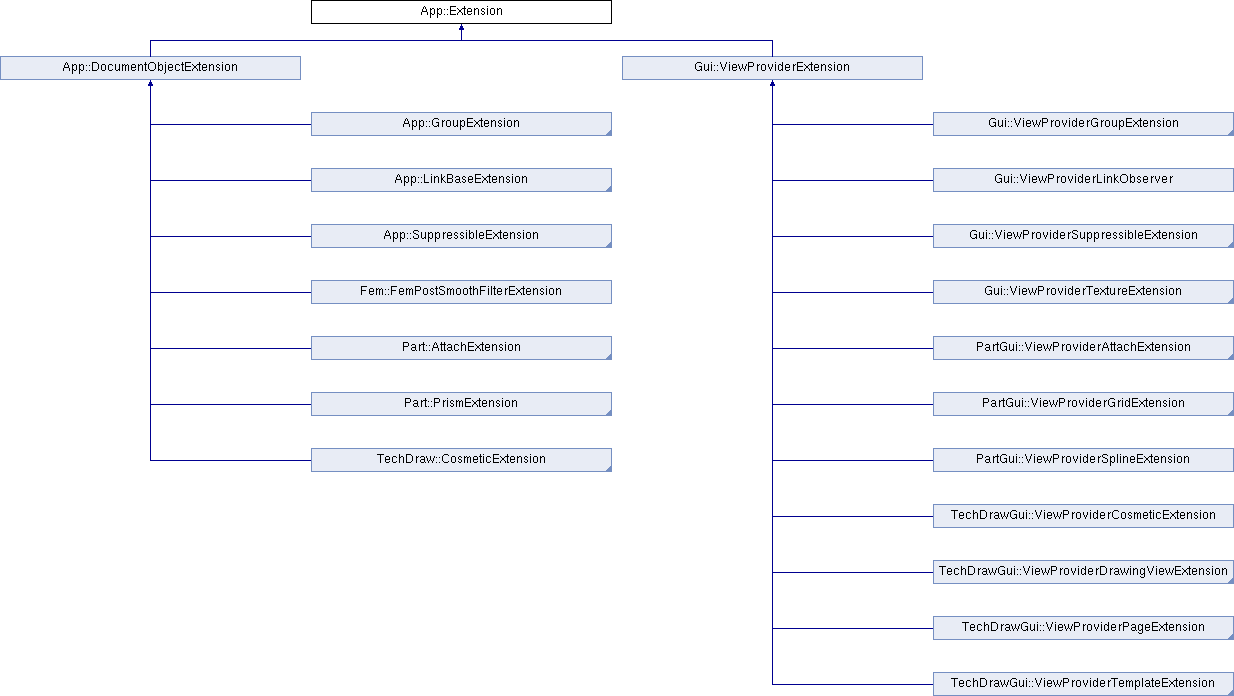 App::Extension
App::DocumentObjectExtension
Gui::ViewProviderExtension
App::GroupExtension
Gui::ViewProviderGroupExtension
App::LinkBaseExtension
Gui::ViewProviderLinkObserver
App::SuppressibleExtension
Gui::ViewProviderSuppressibleExtension
Fem::FemPostSmoothFilterExtension
Gui::ViewProviderTextureExtension
Part::AttachExtension
PartGui::ViewProviderAttachExtension
Part::PrismExtension
PartGui::ViewProviderGridExtension
TechDraw::CosmeticExtension
PartGui::ViewProviderSplineExtension
TechDrawGui::ViewProviderCosmeticExtension
TechDrawGui::ViewProviderDrawingViewExtension
TechDrawGui::ViewProviderPageExtension
TechDrawGui::ViewProviderTemplateExtension